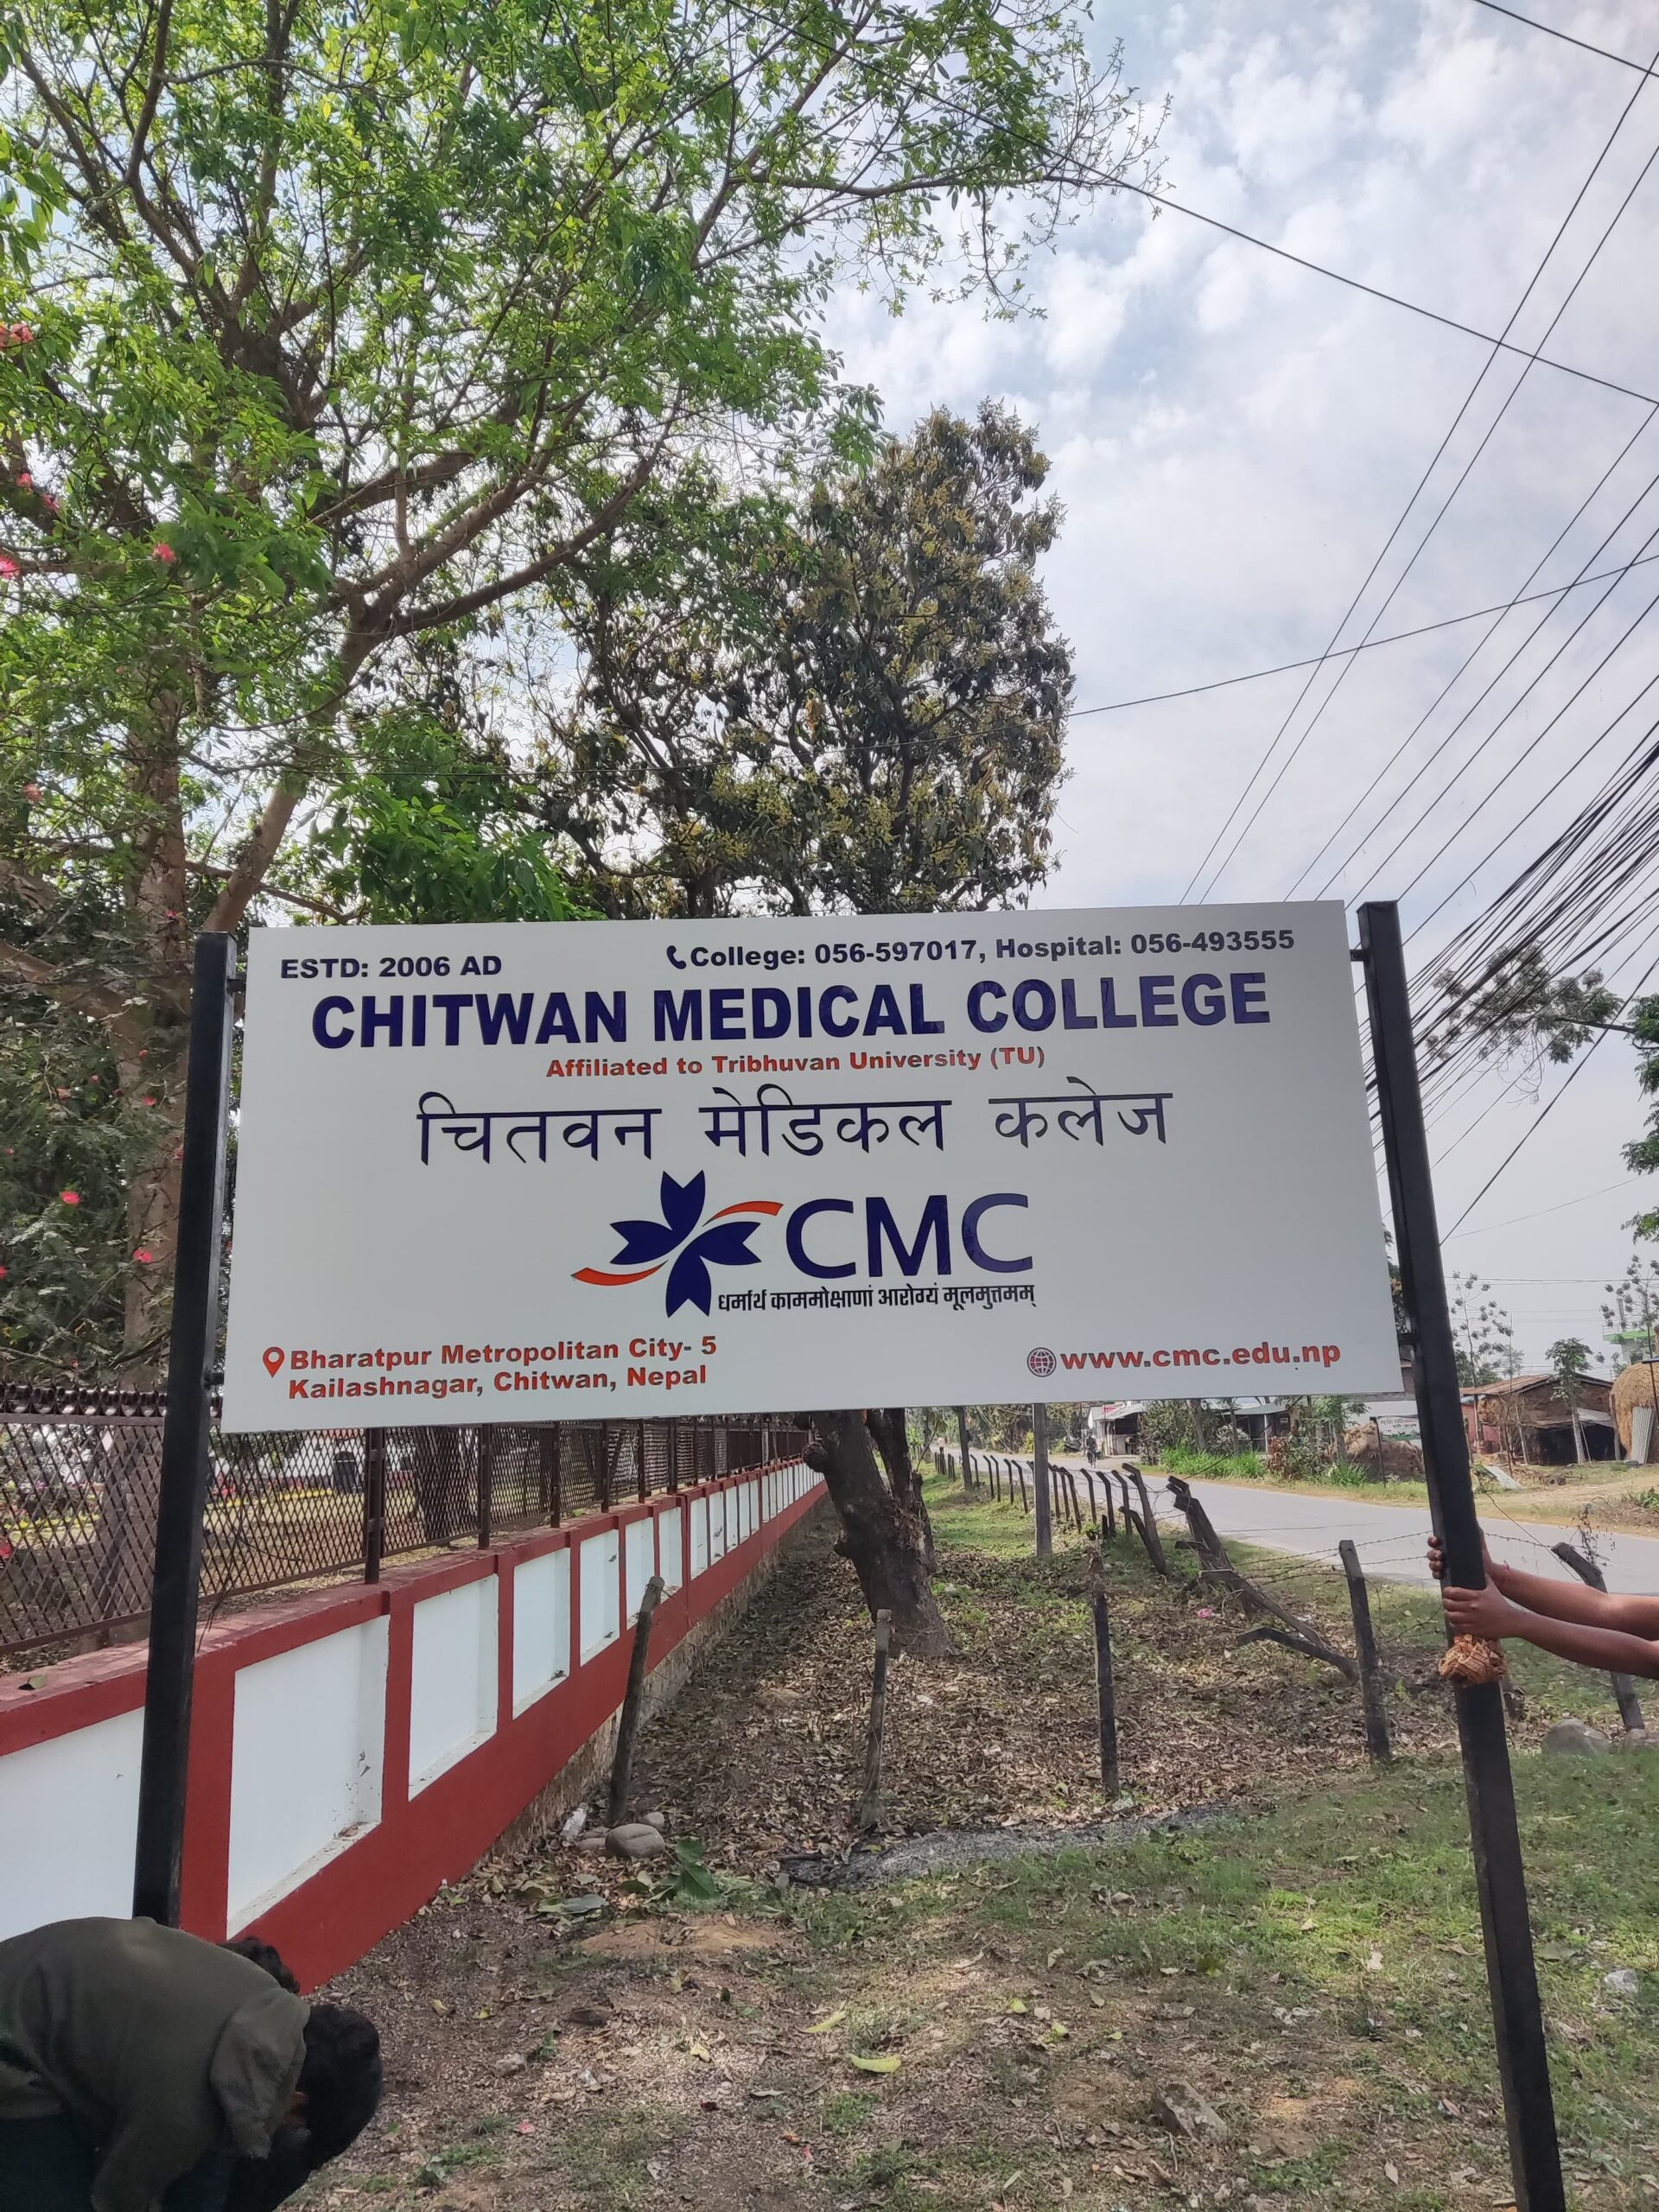 ESTD: 2006 AD
College: 056-597017, Hospital: 056-493555
CHITWAN MEDICAL COLLEGE
Affiliated to Tribhuvan University (TU)
चितवन मेडिकल कलेज
CMC
धर्मार्थ काममोक्षाणां आरोग्यं मूलमुत्तमम्
Bharatpur Metropolitan City- 5
Kailashnagar, Chitwan, Nepal
www.cmc.edu.np